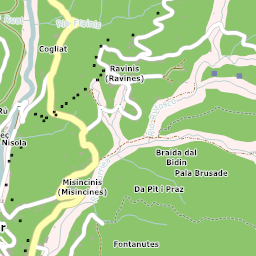 Cogliat
Ravinis
(Ravines)
Nisola
Braida dal
Bidin
Pala Brusade
Misincinis
(Misincines)
Da Pit i Praz
Fontanutes